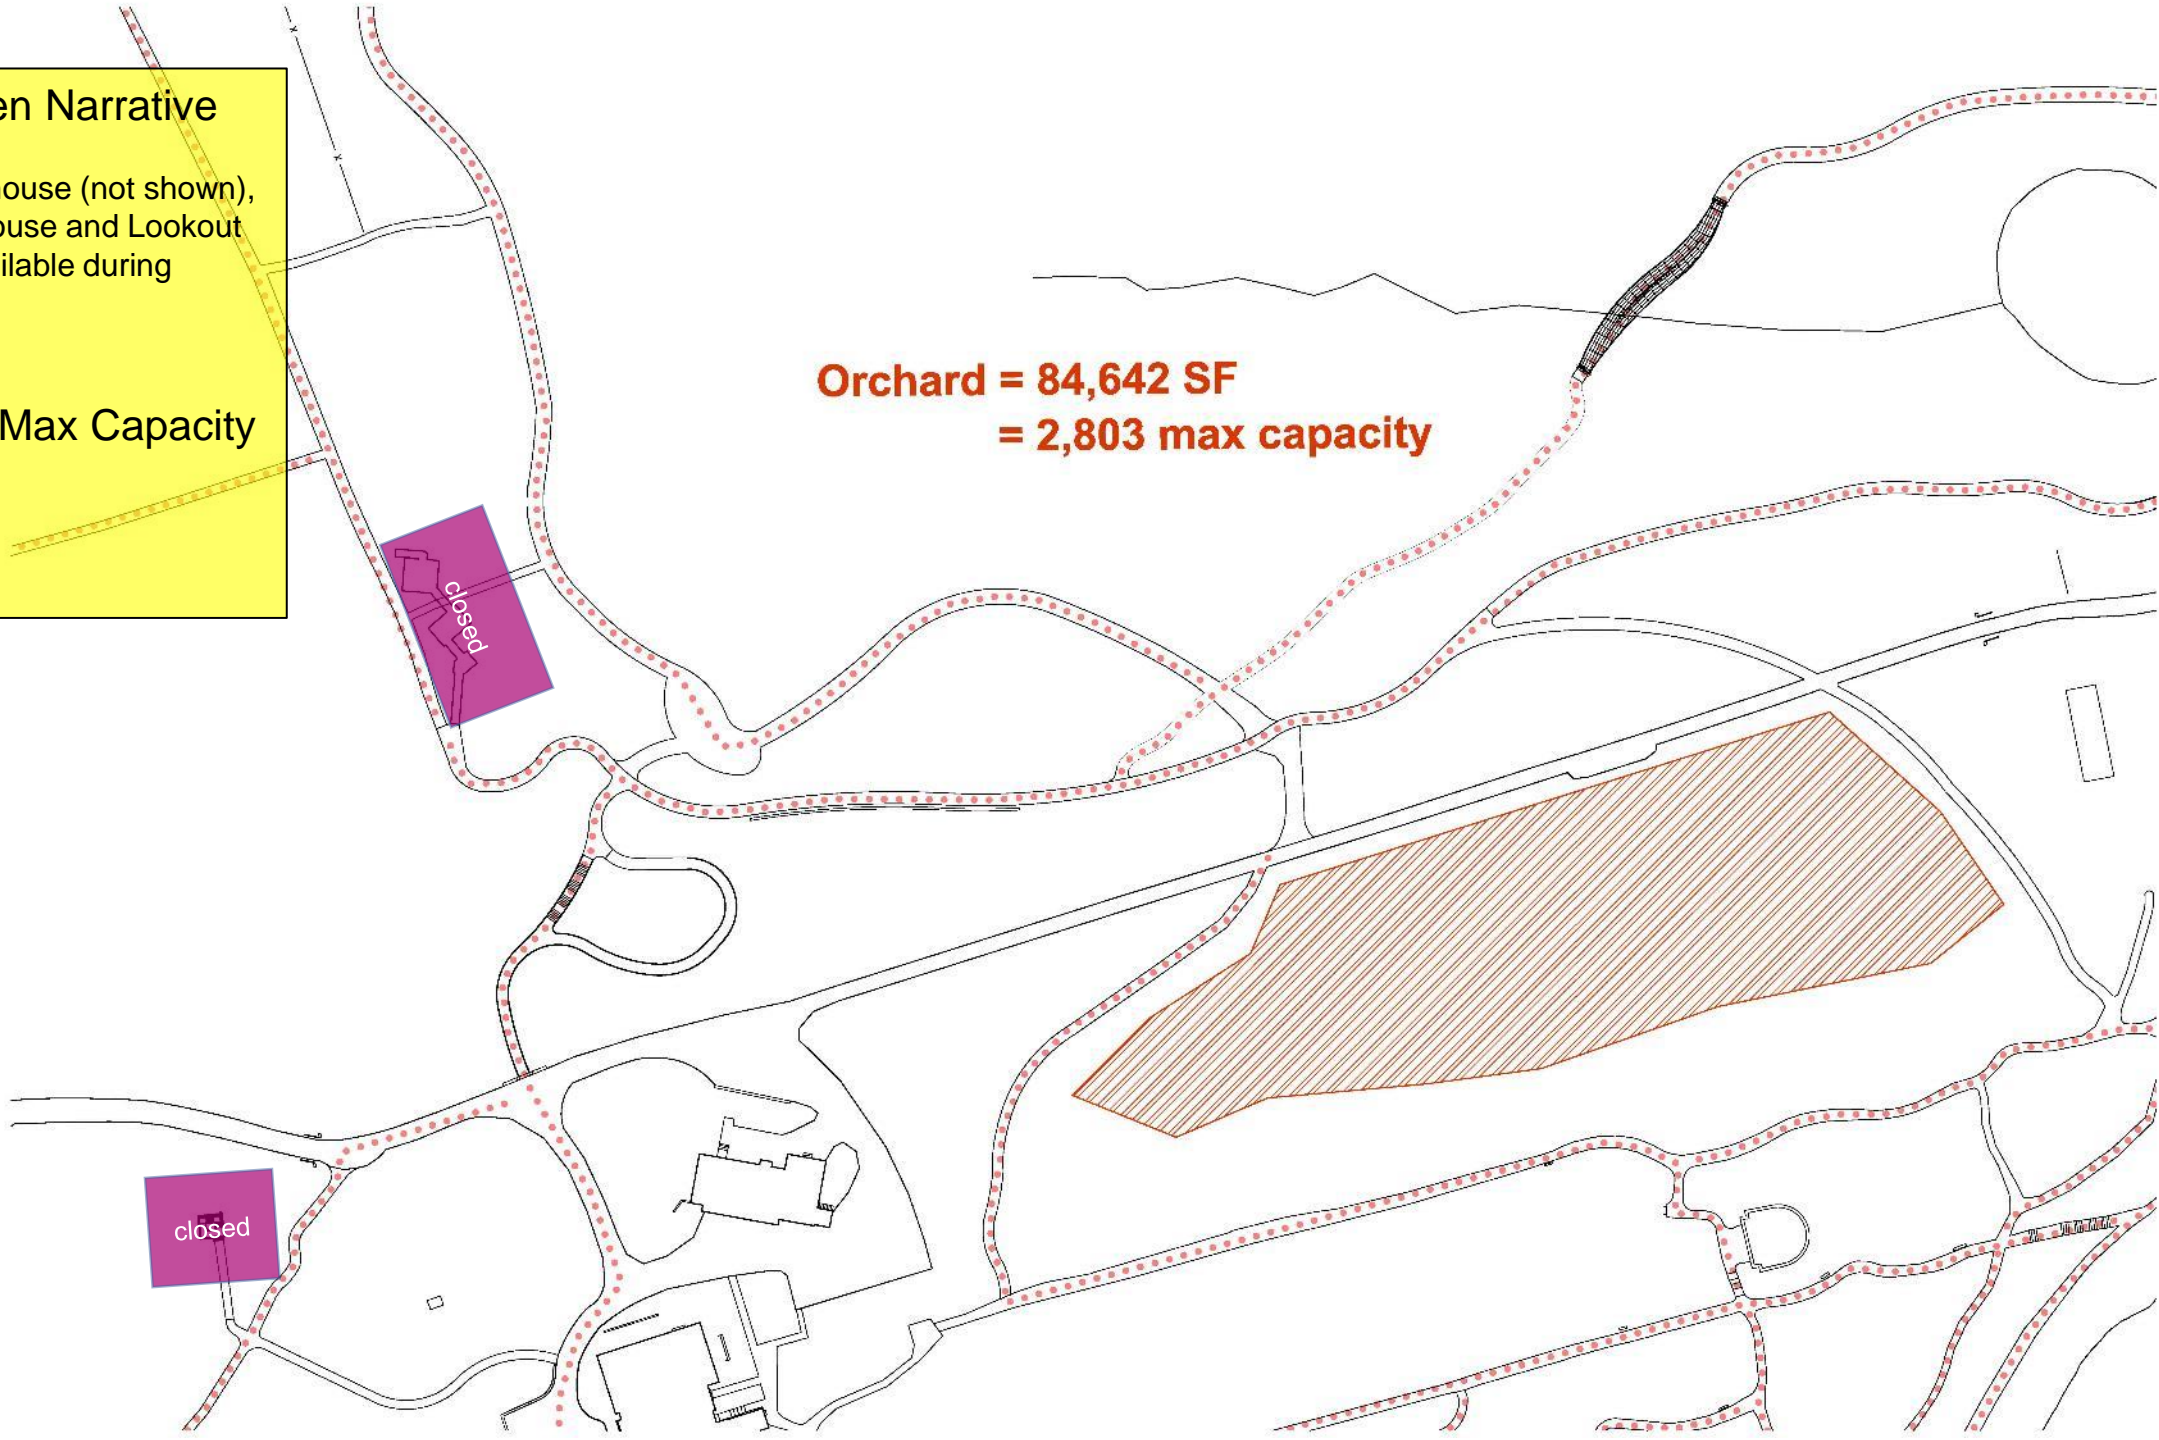 en Narrative
ouse (not shown),
ouse and Lookout
ilable during
Max Capacity
Orchard = 84,642 SF
= 2,803 max capacity
closed
closed